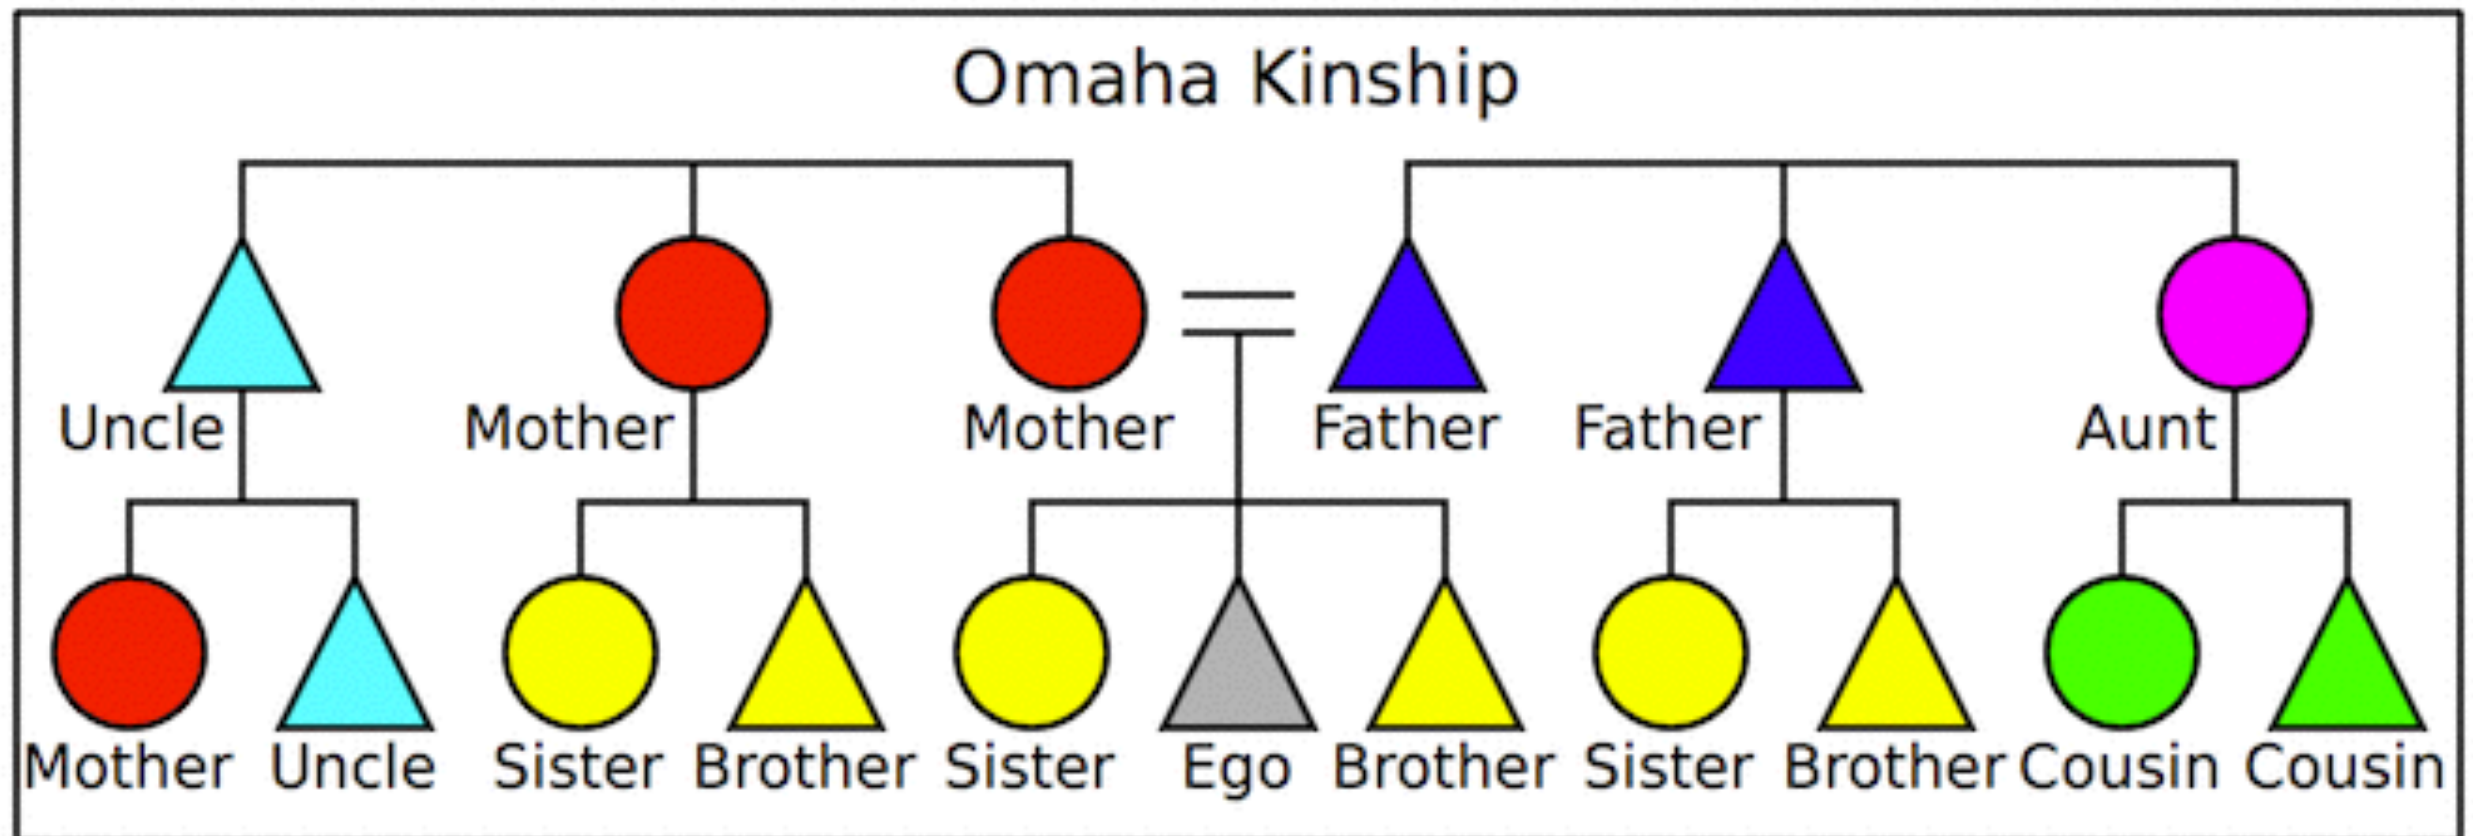 Omaha Kinship
Uncle Mother Mother Father Father Aunt
Mother Uncle Sister Brother Sister Ego Brother Sister Brother Cousin Cousin